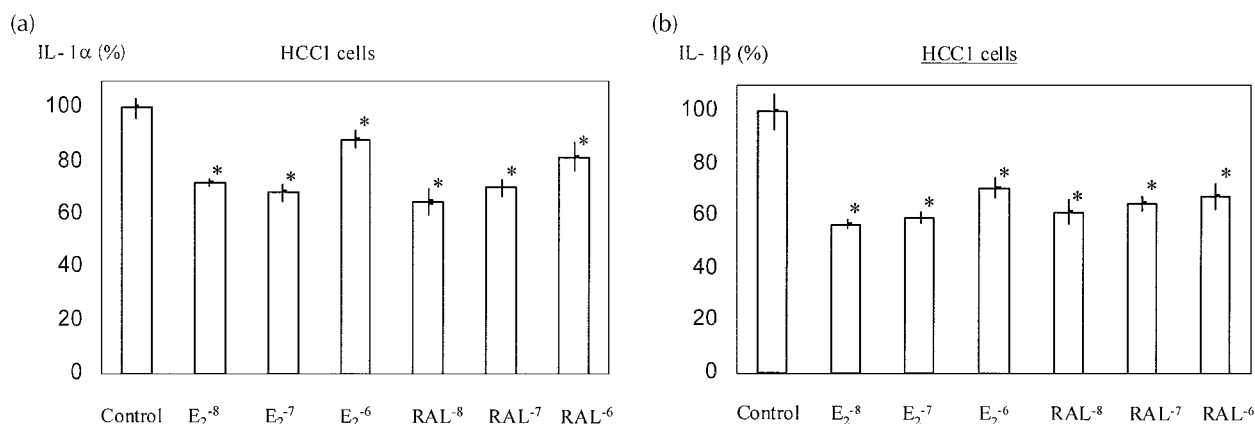 (a)
IL- 1α (%)
HCC1 cells
100
80
60
40
20
0
* * * * * *
Control E₂⁻⁸ E₂⁻⁷ E₂⁻⁶ RAL⁻⁸ RAL⁻⁷ RAL⁻⁶
(b)
IL- 1β (%)
HCC1 cells
100
80
60
40
20
0
* * * * * *
Control E₂⁻⁸ E₂⁻⁷ E₂⁻⁶ RAL⁻⁸ RAL⁻⁷ RAL⁻⁶